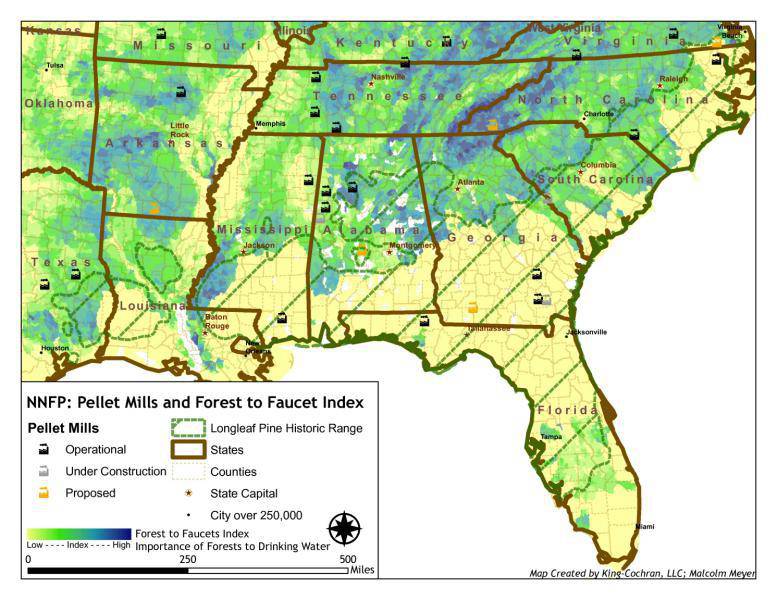 Kansas
Missouri
Illinois
Kentucky
West Virginia
Virginia
Virginia
Beach
Tulsa
Oklahoma
Nashville
Tennessee
Raleigh
North Carolina
Little
Rock
Arkansas
Memphis
Charlotte
Columbia
South Carolina
Atlanta
Mississippi
Alabama
Georgia
Jackson
Montgomery
Texas
Louisiana
Baton
Rouge
New
Orleans
Houston
Tallahassee
Jacksonville
Florida
Tampa
Miami
NNFP: Pellet Mills and Forest to Faucet Index
Pellet Mills
Operational
Under Construction
Proposed
Longleaf Pine Historic Range
States
Counties
State Capital
City over 250,000
Forest to Faucets Index
Low - - - - Index - - - - High Importance of Forests to Drinking Water
0 250 500
Miles
Map Created by King-Cochran, LLC; Malcolm Meyer